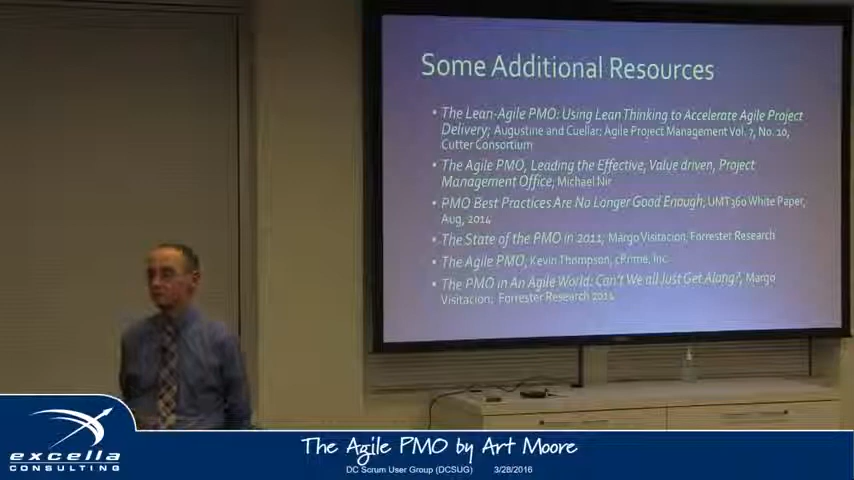 Some Additional Resources
• The Lean-Agile PMO: Using Lean Thinking to Accelerate Agile Project
Delivery; Augustine and Cuellar; Agile Project Management Vol. 7, No. 10,
Cutter Consortium
• The Agile PMO, Leading the Effective, Value driven, Project
Management Office, Michael Nir
• PMO Best Practices Are No Longer Good Enough, UMT360 White Paper,
Aug, 2014
• The State of the PMO in 2011, Margo Visitacion, Forrester Research
• The Agile PMO, Kevin Thompson, cPrime, Inc.
• The PMO in An Agile World: Can't We all Just Get Along?, Margo
Visitacion, Forrester Research 2014
excella
CONSULTING
The Agile PMO by Art Moore
DC Scrum User Group (DCSUG) 3/28/2016